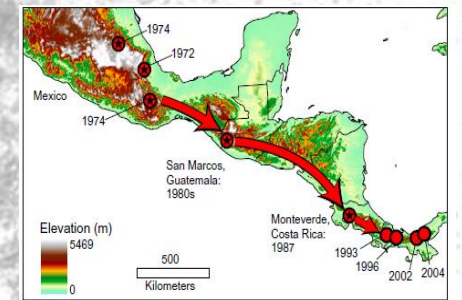 1974
1972
Mexico
1974
San Marcos,
Guatemala:
1980s
Monteverde,
Costa Rica:
1987
Elevation (m)
5469
0
500
Kilometers
1993
1996
2002
2004